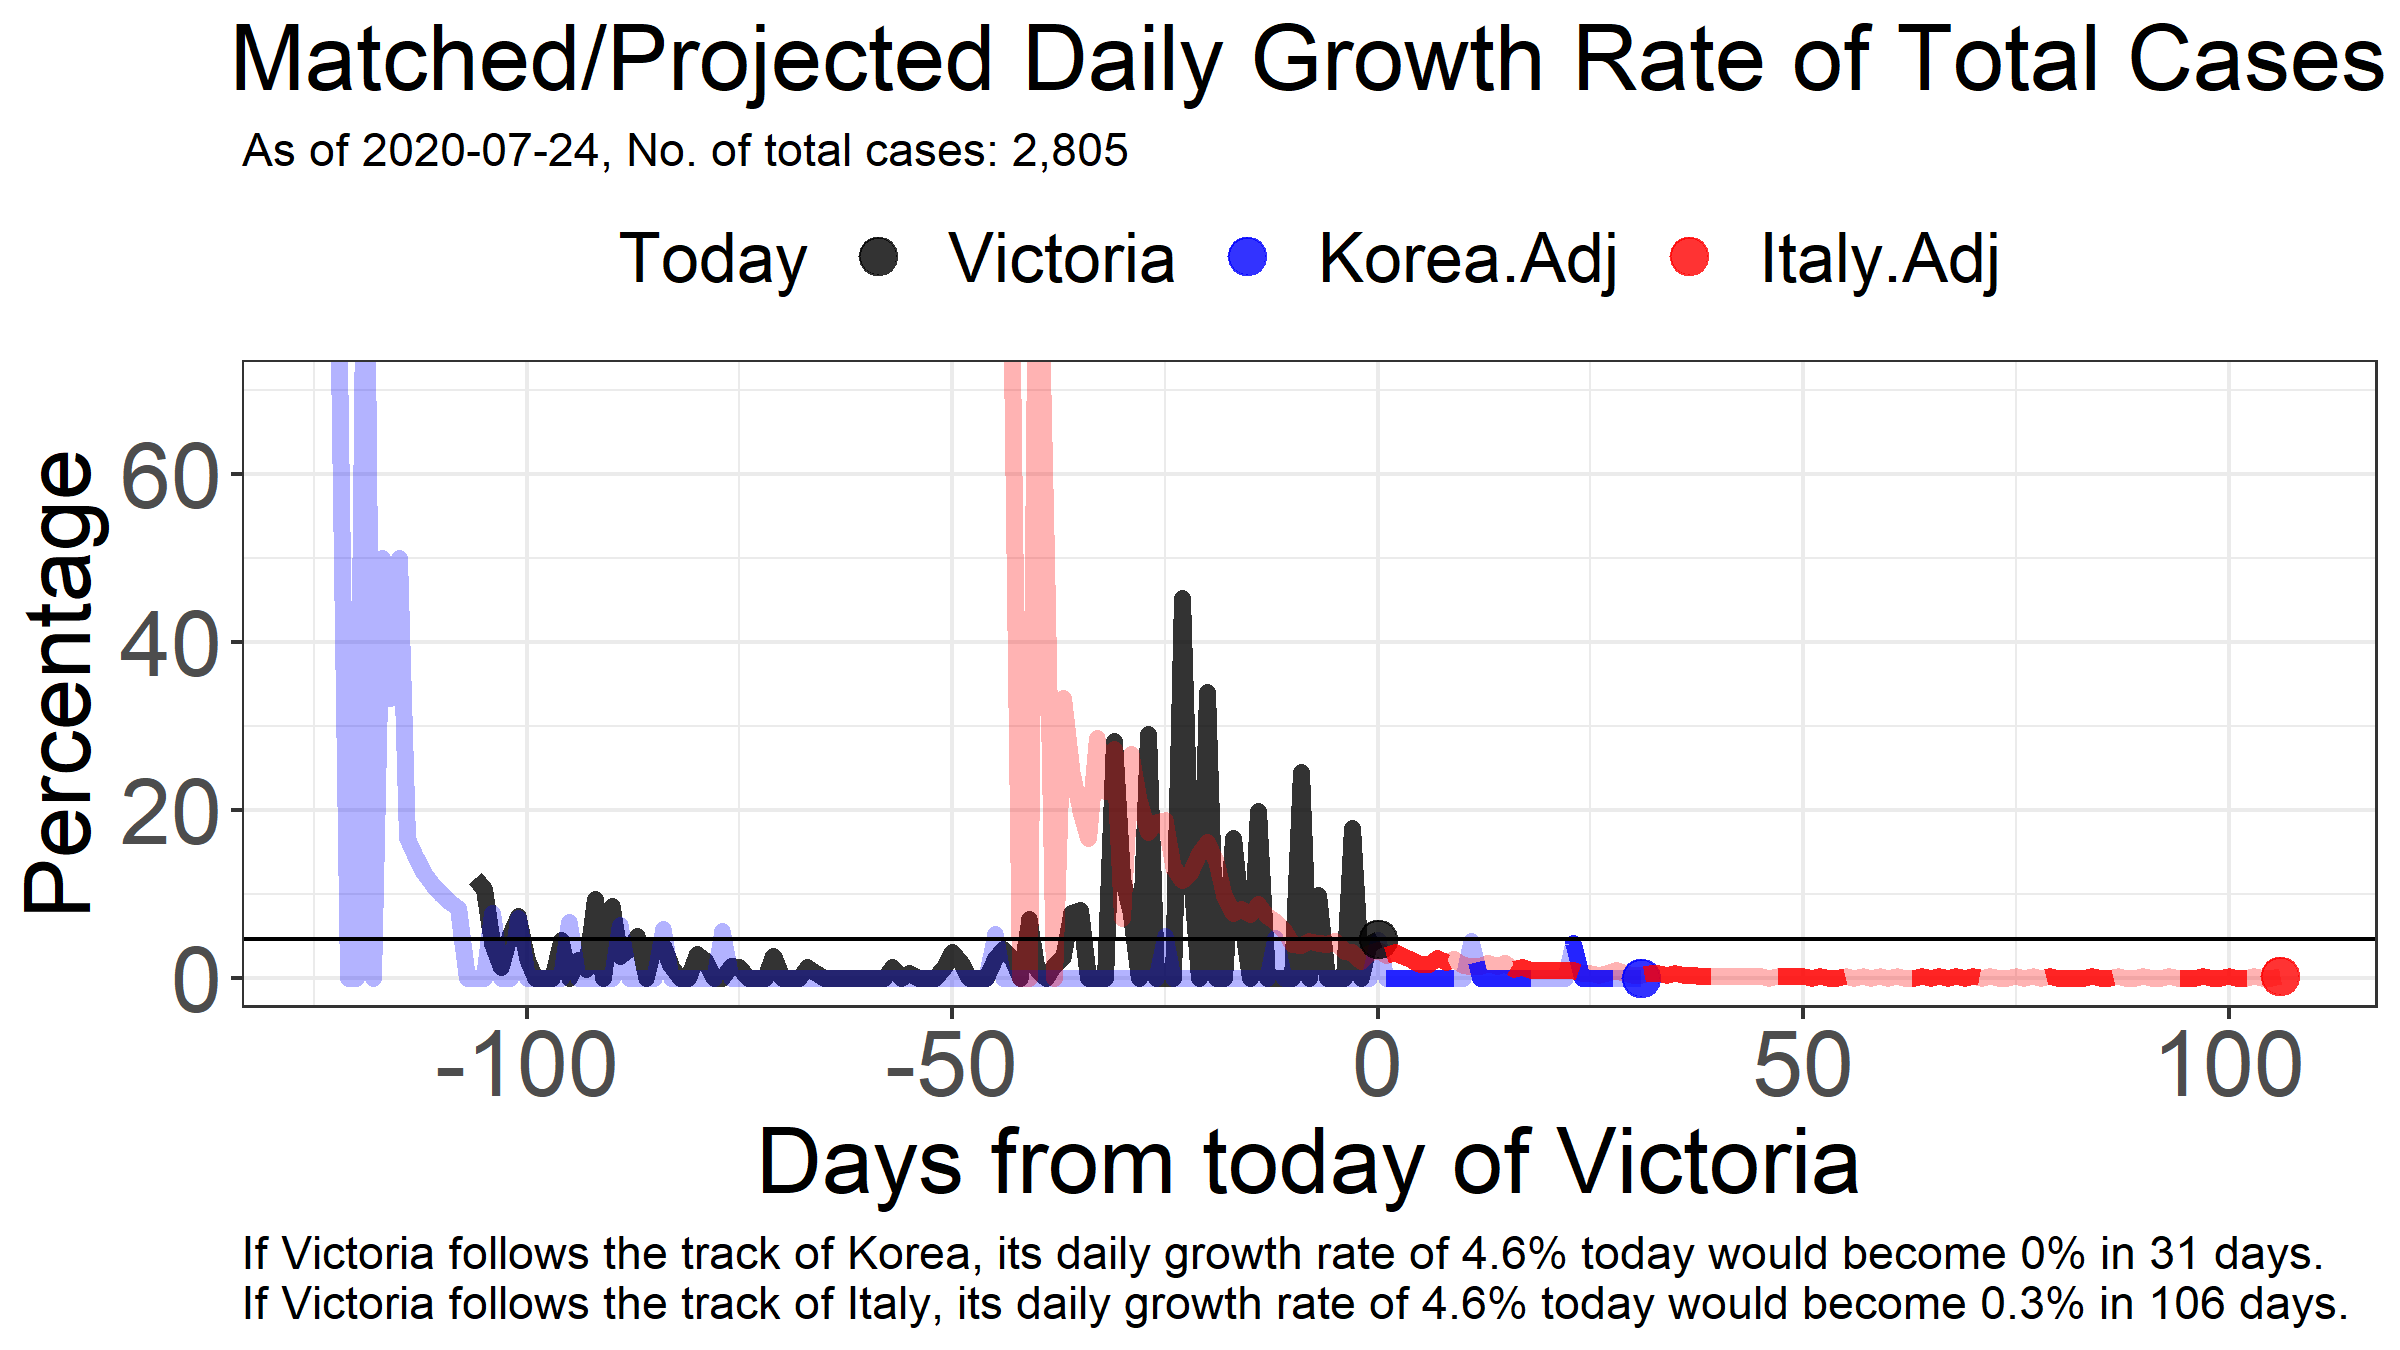 Matched/Projected Daily Growth Rate of Total Cases
As of 2020-07-24, No. of total cases: 2,805
Today Victoria Korea.Adj Italy.Adj
Percentage
60
40
20
0
-100 -50 0 50 100
Days from today of Victoria
If Victoria follows the track of Korea, its daily growth rate of 4.6% today would become 0% in 31 days.
If Victoria follows the track of Italy, its daily growth rate of 4.6% today would become 0.3% in 106 days.